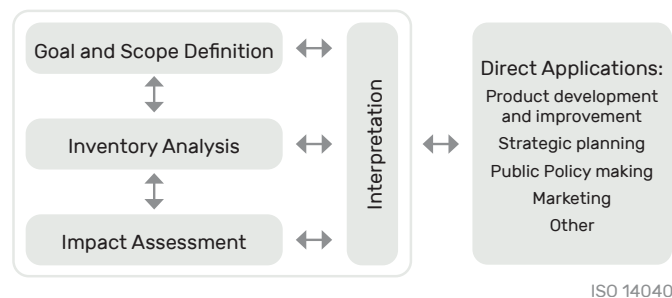 Goal and Scope Definition
Inventory Analysis
Impact Assessment
Interpretation
Direct Applications:
Product development
and improvement
Strategic planning
Public Policy making
Marketing
Other
ISO 14040